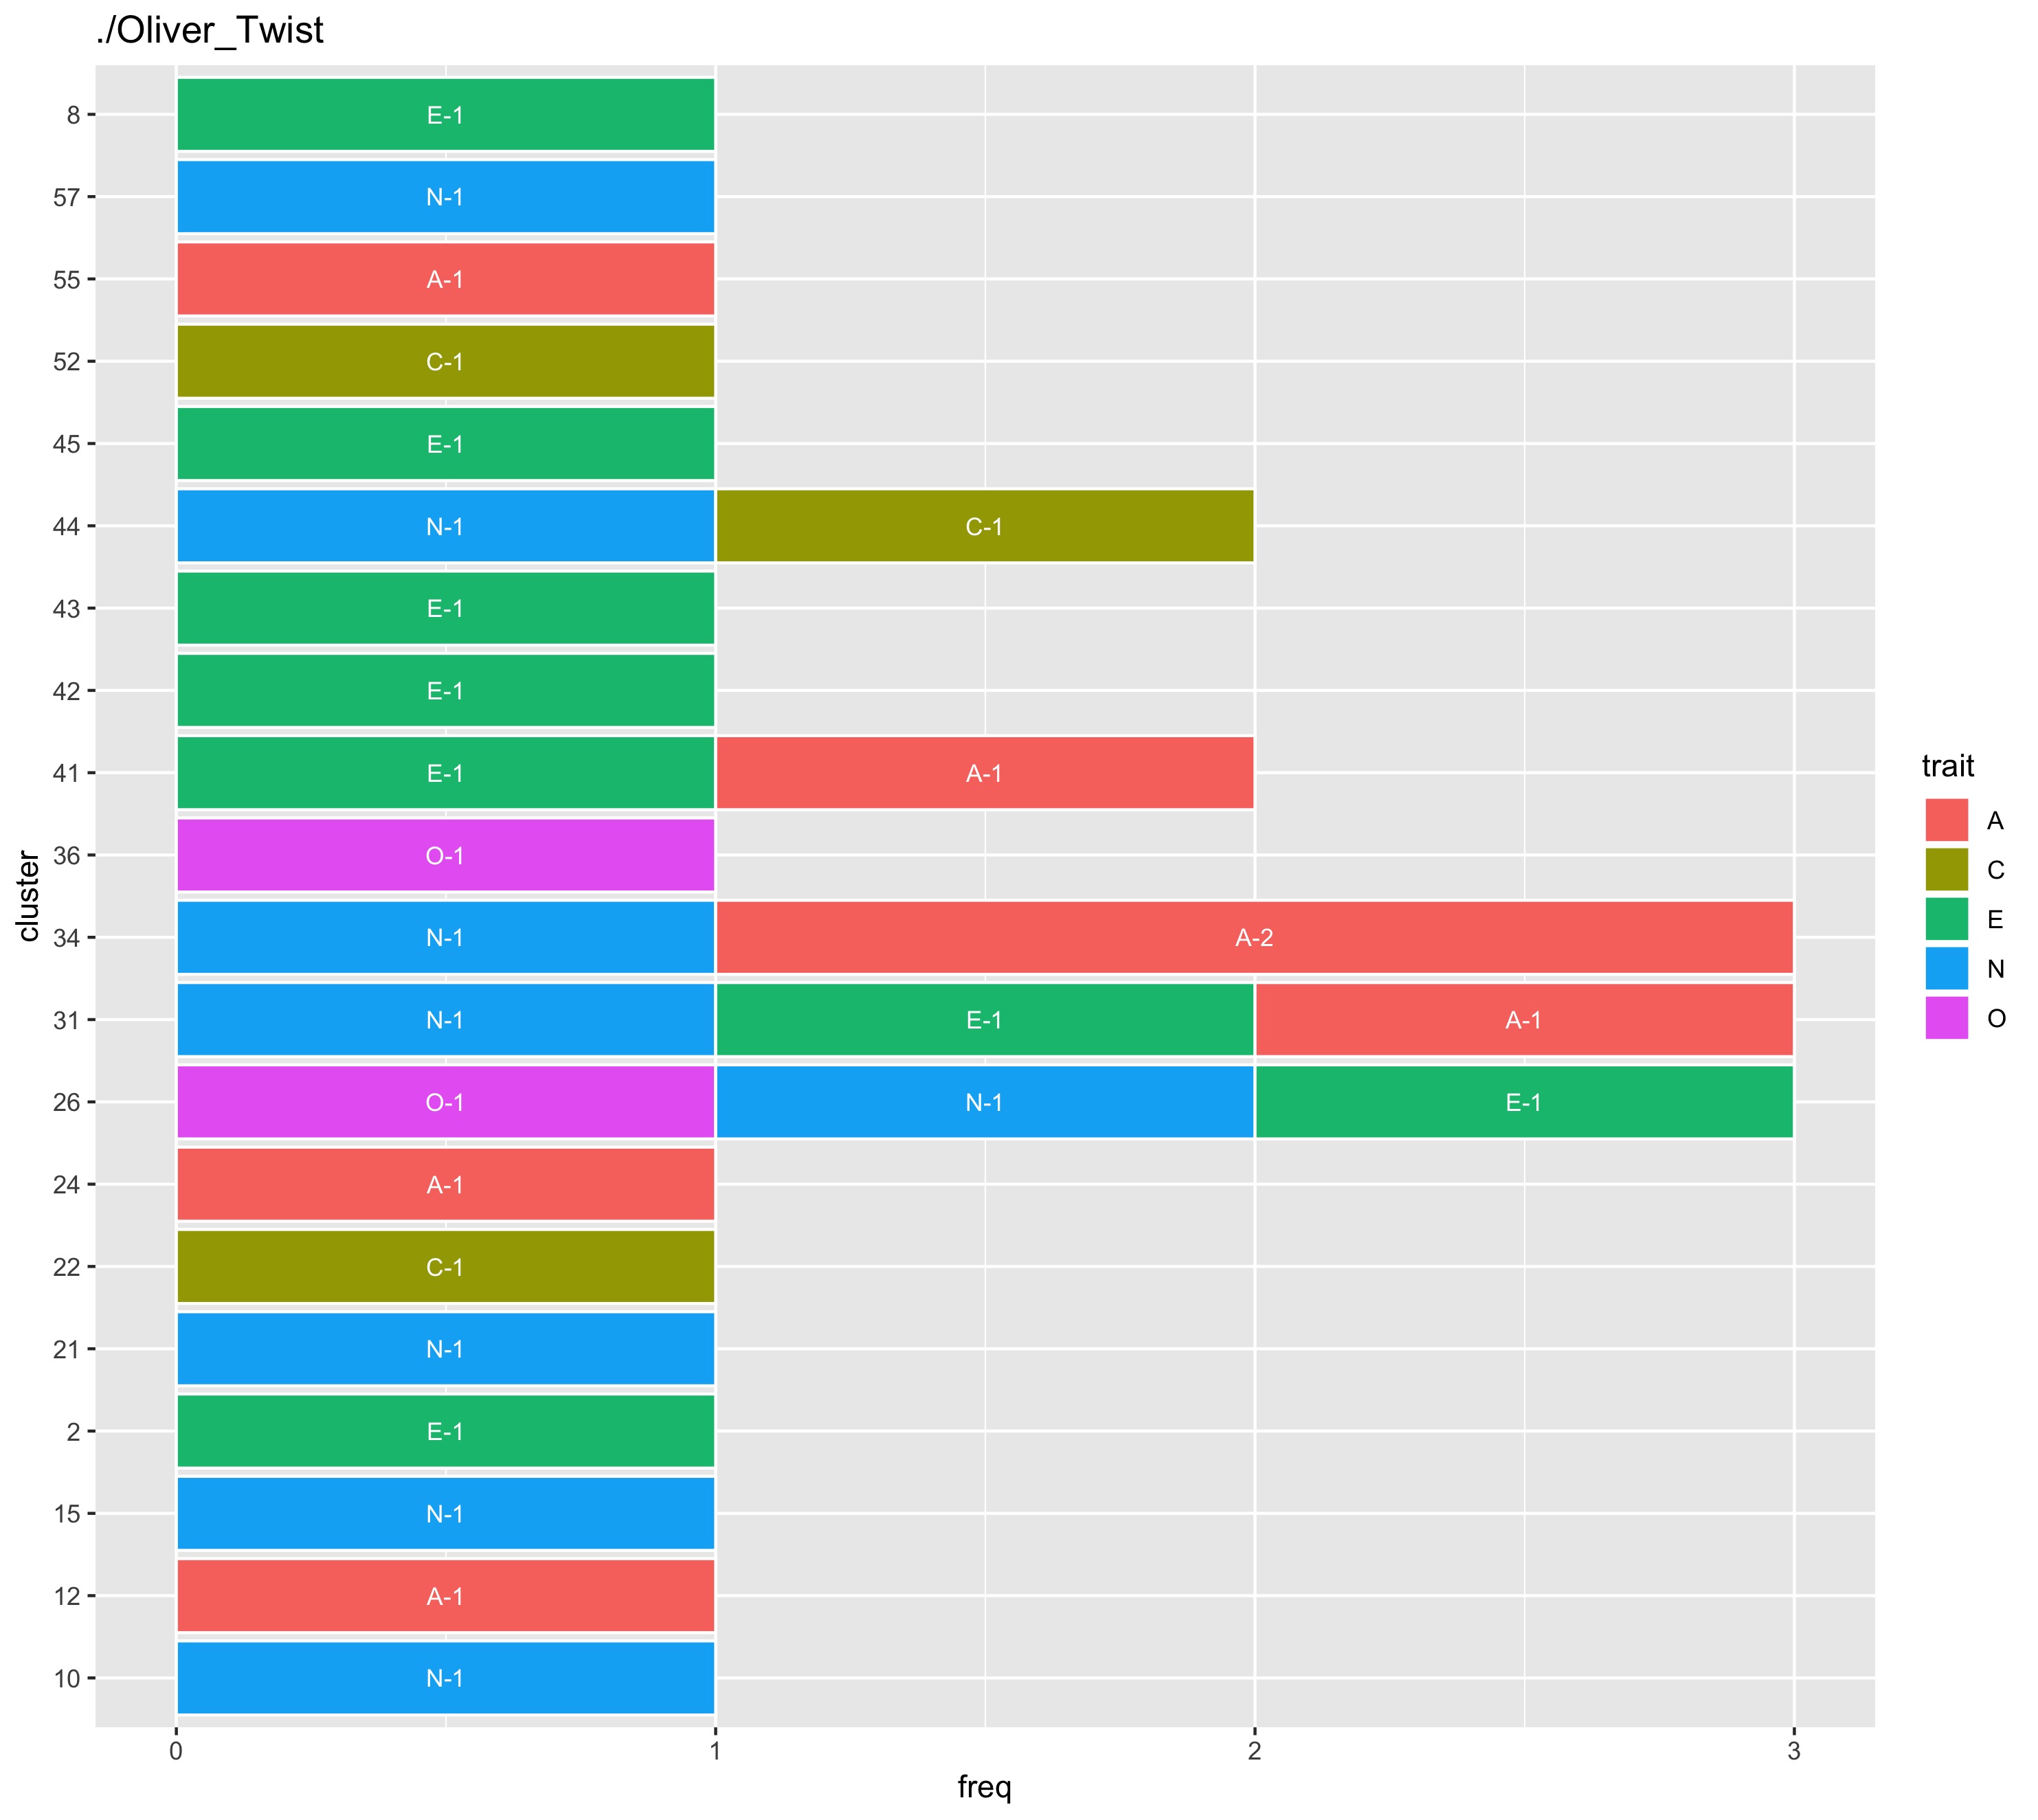 ./Oliver_Twist
8 E-1
57 N-1
55 A-1
52 C-1
45 E-1
44 N-1 C-1
43 E-1
42 E-1
41 E-1 A-1
36 O-1
34 N-1 A-2
31 N-1 E-1 A-1
26 O-1 N-1 E-1
24 A-1
22 C-1
21 N-1
2 E-1
15 N-1
12 A-1
10 N-1
cluster
0 1 2 3
freq
trait
A
C
E
N
O